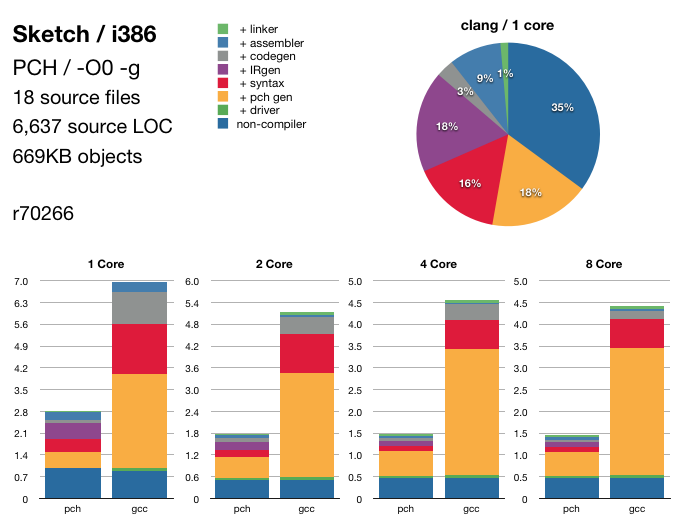 Sketch / i386
PCH / -O0 -g
18 source files
6,637 source LOC
669KB objects
r70266
+ linker
+ assembler
+ codegen
+ IRgen
+ syntax
+ pch gen
+ driver
non-compiler
clang / 1 core
1%
9%
3%
35%
18%
16%
18%
1 Core
7.0
6.3
5.6
4.9
4.2
3.5
2.8
2.1
1.4
0.7
0
pch
gcc
2 Core
6.0
5.4
4.8
4.2
3.6
3.0
2.4
1.8
1.2
0.6
0
pch
gcc
4 Core
5.0
4.5
4.0
3.5
3.0
2.5
2.0
1.5
1.0
0.5
0
pch
gcc
8 Core
5.0
4.5
4.0
3.5
3.0
2.5
2.0
1.5
1.0
0.5
0
pch
gcc